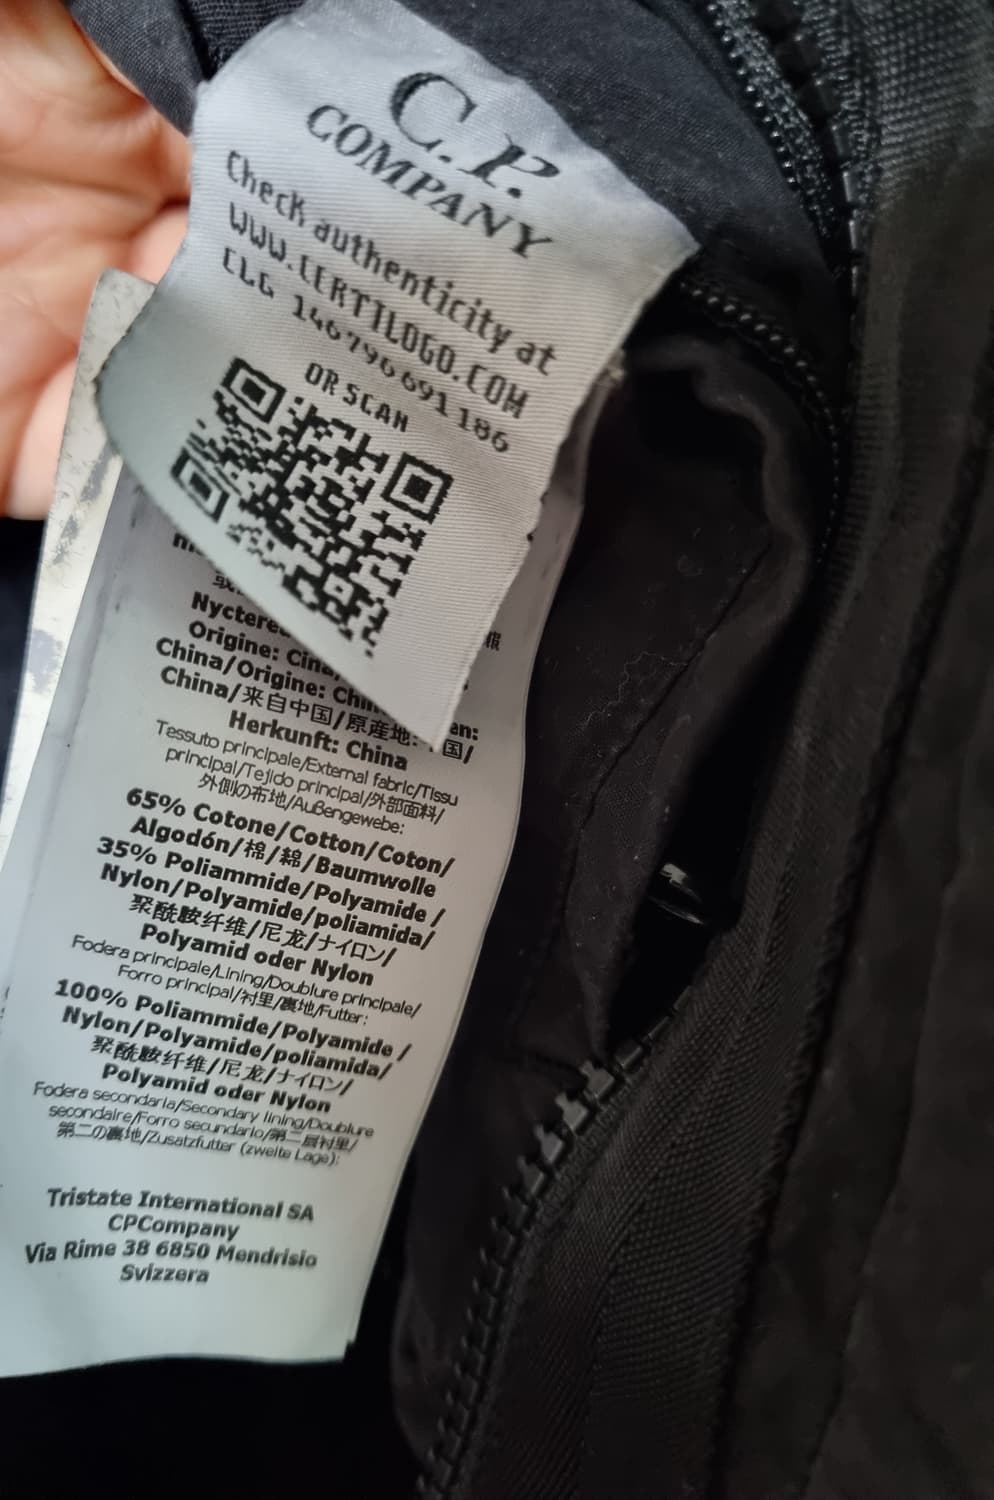 C.P.
COMPANY
Check authenticity at
WWW.CERTILOGO.COM
CLG 146796691186
OR SCAN
Origine:
China/Origine:
China/来自中国/原産地:
Herkunft: China
Tessuto principale/External fabric/Tissu
principal/Tejido principal/外部面料/
外側の布地/Außengewebe:
65% Cotone/Cotton/Coton/
Algodón/棉/綿/Baumwolle
35% Poliammide/Polyamide /
Nylon/Polyamide/poliamida/
聚酰胺纤维/尼龙/ナイロン/
Polyamid oder Nylon
Fodera principale/Lining/Doublure principale/
Forro principal/衬里/裏地/Futter:
100% Poliammide/Polyamide /
Nylon/Polyamide/poliamida/
聚酰胺纤维/尼龙/ナイロン/
Polyamid oder Nylon
Fodera secondaria/Secondary lining/Doublure
secondaire/Forro secundario/第二层衬里/
第二の裏地/Zusatzfutter (zweite Lage):
Tristate International SA
CPCompany
Via Rime 38 6850 Mendrisio
Svizzera